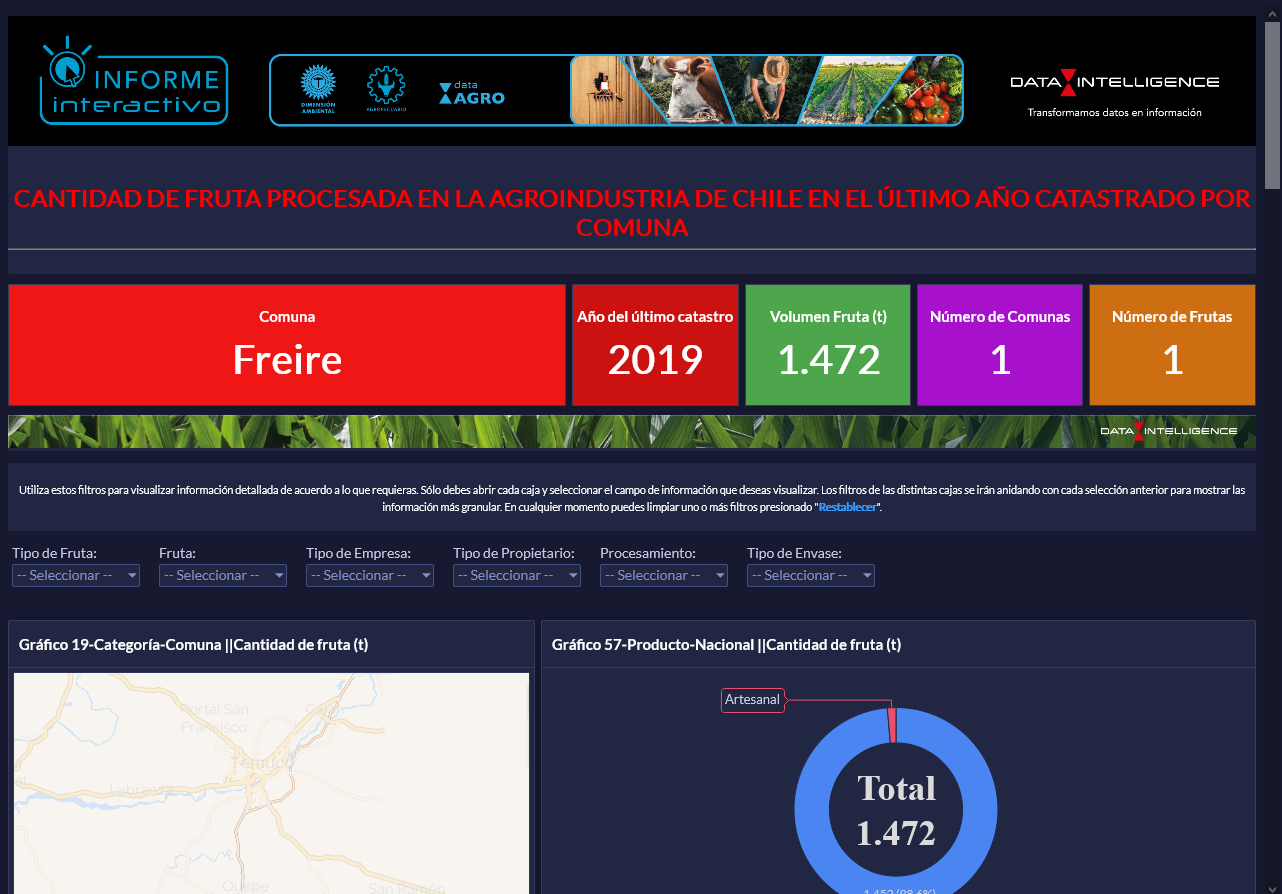 INFORME
interactivo
DIMENSIÓN
AMBIENTAL
AGROPECUARIO
data
AGRO
DATA INTELLIGENCE
Transformamos datos en información
CANTIDAD DE FRUTA PROCESADA EN LA AGROINDUSTRIA DE CHILE EN EL ÚLTIMO AÑO CATASTRADO POR
COMUNA
Comuna
Freire
Año del último catastro
2019
Volumen Fruta (t)
1.472
Número de Comunas
1
Número de Frutas
1
DATA INTELLIGENCE
Utiliza estos filtros para visualizar información detallada de acuerdo a lo que requieras. Sólo debes abrir cada caja y seleccionar el campo de información que deseas visualizar. Los filtros de las distintas cajas se irán anidando con cada selección anterior para mostrar las
información más granular. En cualquier momento puedes limpiar uno o más filtros presionado "Restablecer".
Tipo de Fruta:
-- Seleccionar --
Fruta:
-- Seleccionar --
Tipo de Empresa:
-- Seleccionar --
Tipo de Propietario:
-- Seleccionar --
Procesamiento:
-- Seleccionar --
Tipo de Envase:
-- Seleccionar --
Gráfico 19-Categoría-Comuna ||Cantidad de fruta (t)
Portal San
Francisco
Cajón
Temuco
Labranza
Quepe
San Ramón
Gráfico 57-Producto-Nacional ||Cantidad de fruta (t)
Artesanal
Total
1.472
1.452 (98.6%)